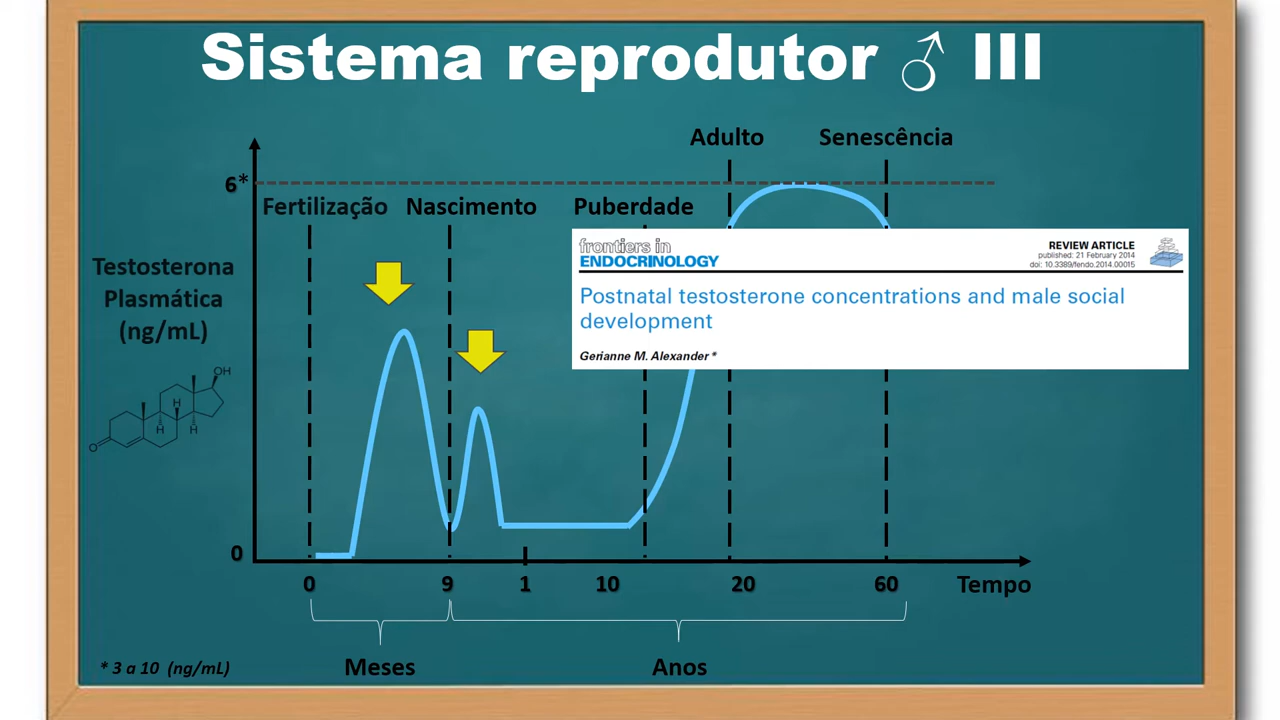 Sistema reprodutor ♂ III
Adulto
Senescência
6*
Fertilização
Nascimento
Puberdade
frontiers in
ENDOCRINOLOGY
REVIEW ARTICLE
published: 21 February 2014
doi: 10.3389/fendo.2014.00015
Postnatal testosterone concentrations and male social
development
Gerianne M. Alexander*
Testosterona
Plasmática
(ng/mL)
OH
H
H
H
O
0
0
9
1
10
20
60
Tempo
Meses
Anos
* 3 a 10 (ng/mL)